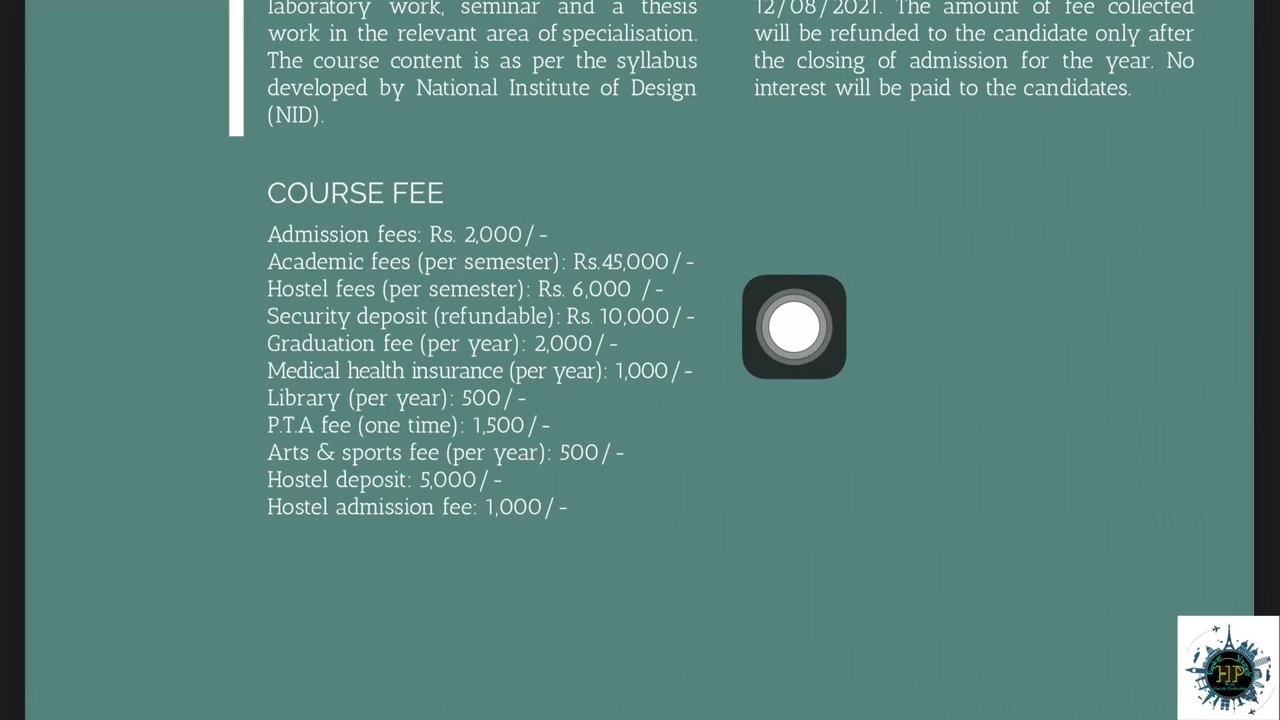 laboratory work, seminar and a thesis
work in the relevant area of specialisation.
The course content is as per the syllabus
developed by National Institute of Design
(NID).
12/08/2021. The amount of fee collected
will be refunded to the candidate only after
the closing of admission for the year. No
interest will be paid to the candidates.
COURSE FEE
Admission fees: Rs. 2,000/-
Academic fees (per semester): Rs.45,000/-
Hostel fees (per semester): Rs. 6,000 /-
Security deposit (refundable): Rs. 10,000/-
Graduation fee (per year): 2,000/-
Medical health insurance (per year): 1,000/-
Library (per year): 500/-
P.T.A fee (one time): 1,500/-
Arts & sports fee (per year): 500/-
Hostel deposit: 5,000/-
Hostel admission fee: 1,000/-
HP